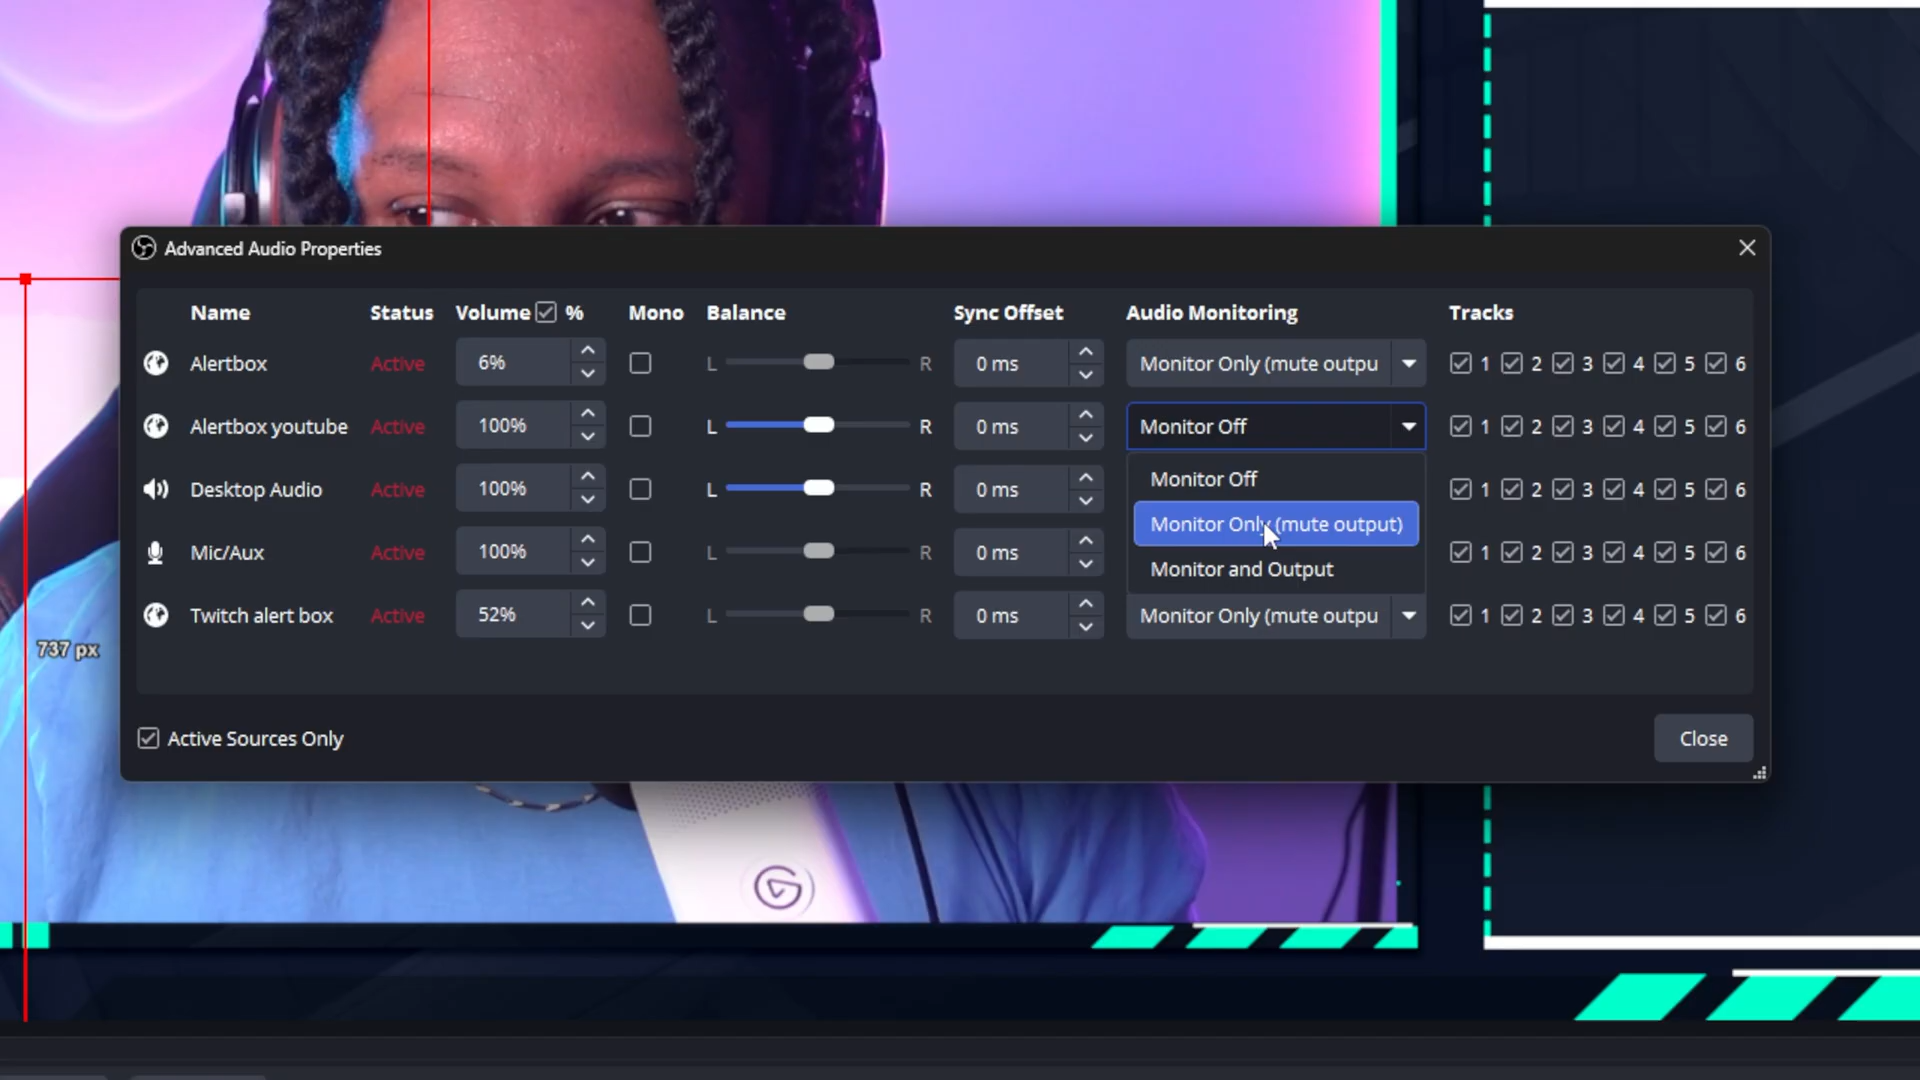 Advanced Audio Properties
Name Status Volume % Mono Balance Sync Offset Audio Monitoring Tracks
Alertbox Active 6% L R 0 ms Monitor Only (mute outpu 1 2 3 4 5 6
Alertbox youtube Active 100% L R 0 ms Monitor Off 1 2 3 4 5 6
Monitor Off
Desktop Audio Active 100% L R 0 ms 1 2 3 4 5 6
Monitor Only (mute output)
Mic/Aux Active 100% L R 0 ms 1 2 3 4 5 6
Monitor and Output
Twitch alert box Active 52% L R 0 ms Monitor Only (mute outpu 1 2 3 4 5 6
737 px
Active Sources Only Close